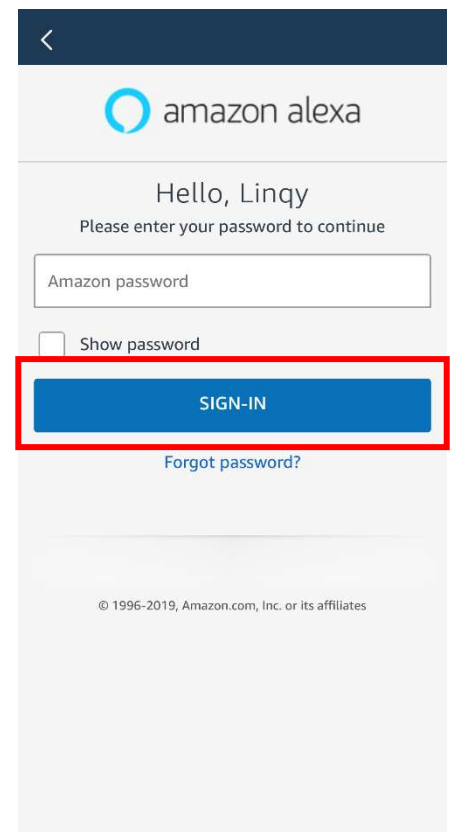 amazon alexa
Hello, Linqy
Please enter your password to continue
Amazon password
Show password
SIGN-IN
Forgot password?
© 1996-2019, Amazon.com, Inc. or its affiliates